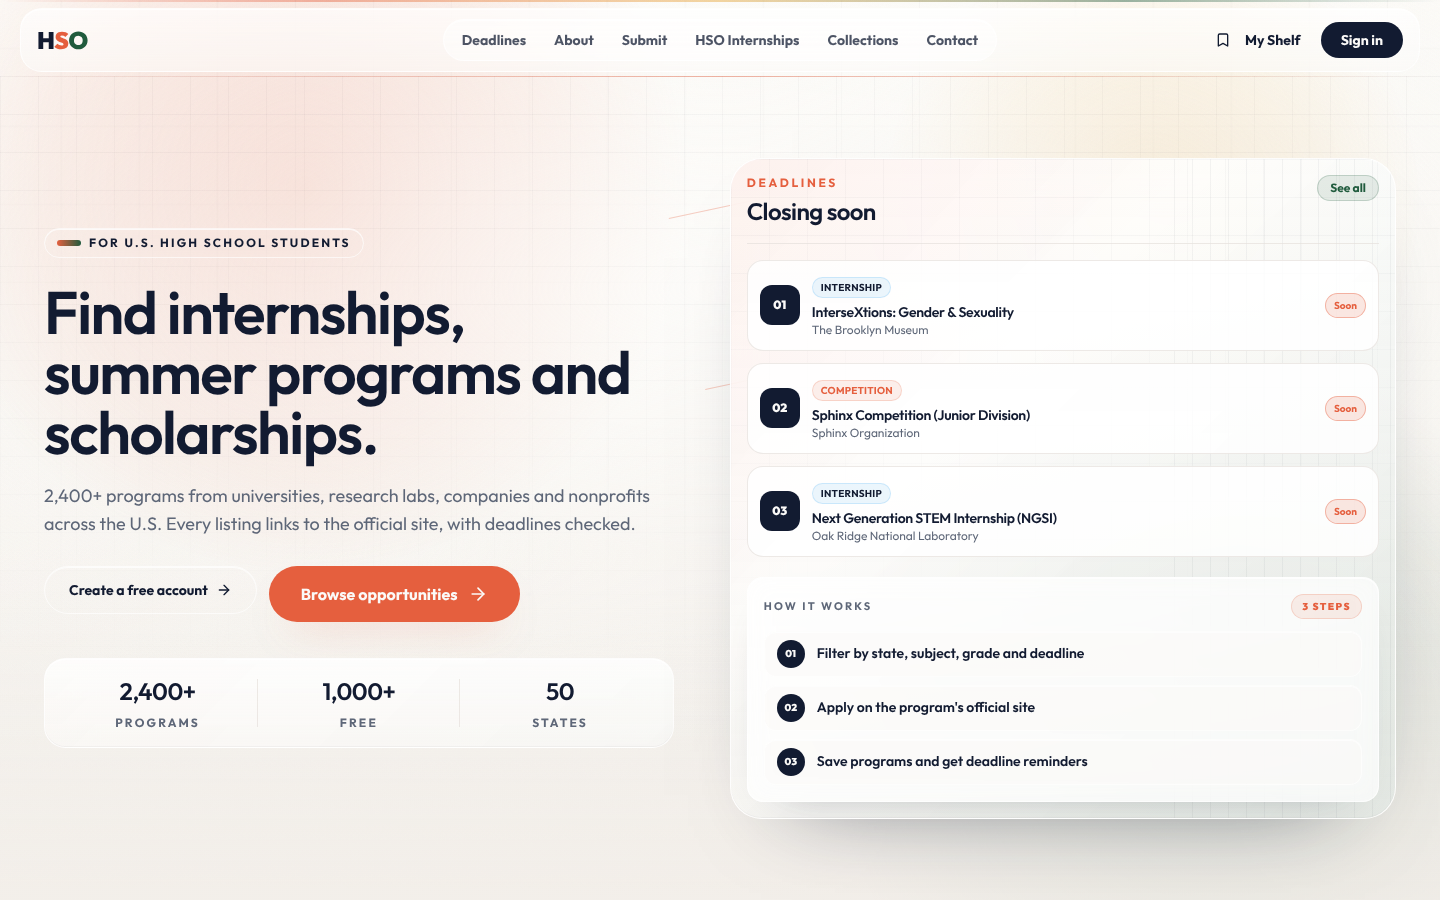 HSO
Deadlines
About
Submit
HSO Internships
Collections
Contact
My Shelf
Sign in
FOR U.S. HIGH SCHOOL STUDENTS
Find internships,
summer programs and
scholarships.
2,400+ programs from universities, research labs, companies and nonprofits
across the U.S. Every listing links to the official site, with deadlines checked.
Create a free account
Browse opportunities
2,400+
PROGRAMS
1,000+
FREE
50
STATES
DEADLINES
Closing soon
See all
01
INTERNSHIP
InterseXtions: Gender & Sexuality
The Brooklyn Museum
Soon
02
COMPETITION
Sphinx Competition (Junior Division)
Sphinx Organization
Soon
03
INTERNSHIP
Next Generation STEM Internship (NGSI)
Oak Ridge National Laboratory
Soon
HOW IT WORKS
3 STEPS
01
Filter by state, subject, grade and deadline
02
Apply on the program's official site
03
Save programs and get deadline reminders